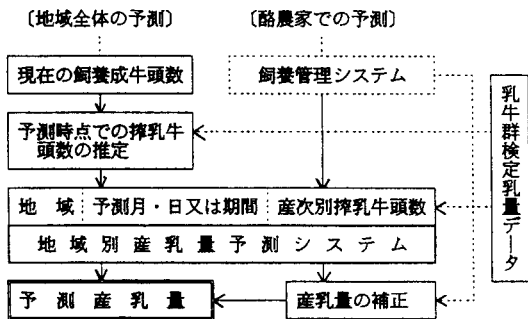 〔地域全体の予測〕 〔酪農家での予測〕
現在の飼養成牛頭数
飼養管理システム
予測時点での搾乳牛
頭数の推定
乳牛群検定乳量データ
地域 予測月・日又は期間 産次別搾乳牛頭数
地域別産乳量予測システム
予測産乳量
産乳量の補正